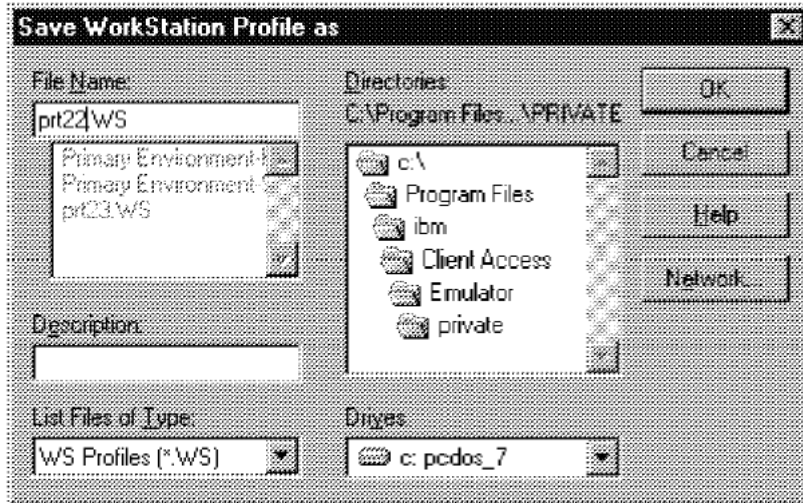 Save WorkStation Profile as
File Name:
prt22.WS
Primary Environment-
Primary Environment-
prt23.WS
Description:
List Files of Type:
WS Profiles (*.WS)
Directories:
C:\Program Files...\PRIVATE
c:\
Program Files
ibm
Client Access
Emulator
private
Drives:
c: pcdos_7
OK
Cancel
Help
Network...